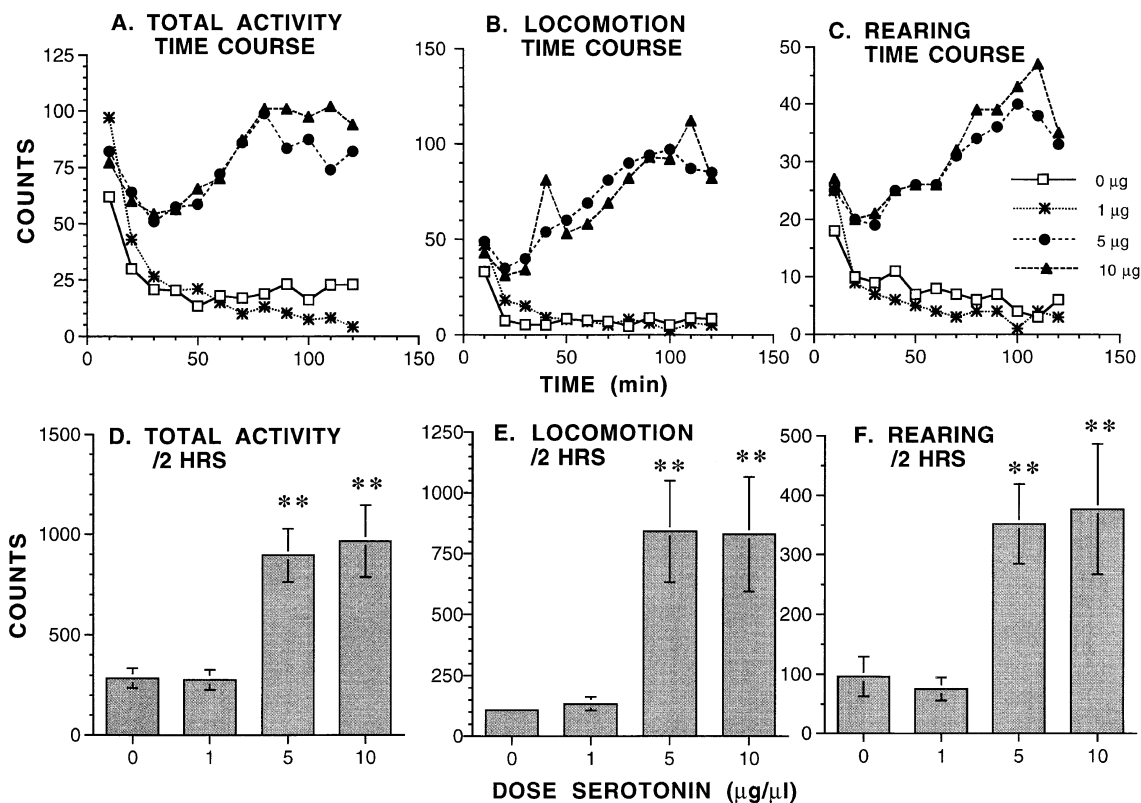 A. TOTAL ACTIVITY
TIME COURSE
B. LOCOMOTION
TIME COURSE
C. REARING
TIME COURSE
COUNTS
125
100
75
50
25
0
0
50
100
150
150
100
50
0
0
50
100
150
50
40
30
20
10
0
0
50
100
150
0 µg
1 µg
5 µg
10 µg
TIME (min)
D. TOTAL ACTIVITY
/2 HRS
E. LOCOMOTION
/2 HRS
F. REARING
/2 HRS
COUNTS
1500
1000
500
0
** **
0 1 5 10
1250
1000
750
500
250
0
** **
0 1 5 10
500
400
300
200
100
0
** **
0 1 5 10
DOSE SEROTONIN (µg/µl)